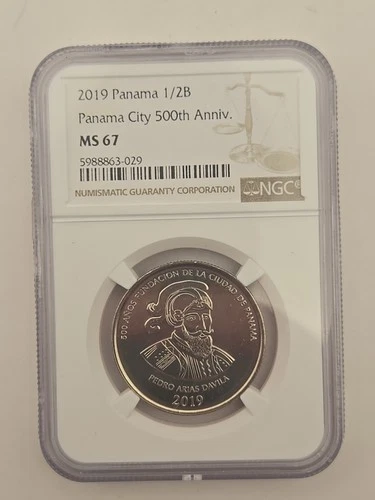 2019 Panama 1/2B
Panama City 500th Anniv.
MS 67
5988863-029
NUMISMATIC GUARANTY CORPORATION
NGC
500 AÑOS FUNDACION DE LA CIUDAD DE PANAMA
PEDRO ARIAS DAVILA
2019